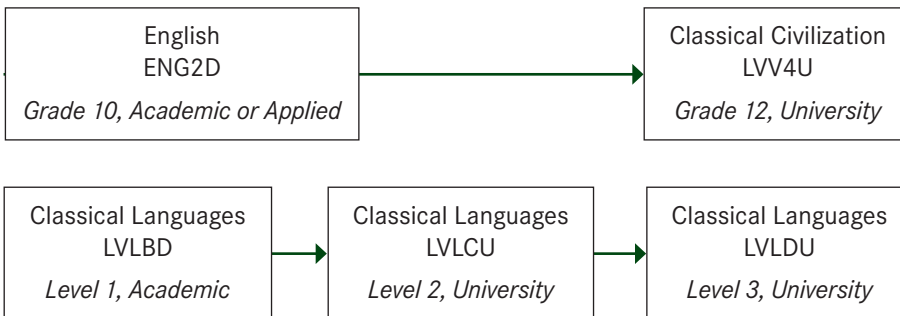 English
ENG2D
Grade 10, Academic or Applied
Classical Civilization
LVV4U
Grade 12, University
Classical Languages
LVLBD
Level 1, Academic
Classical Languages
LVLCU
Level 2, University
Classical Languages
LVLDU
Level 3, University